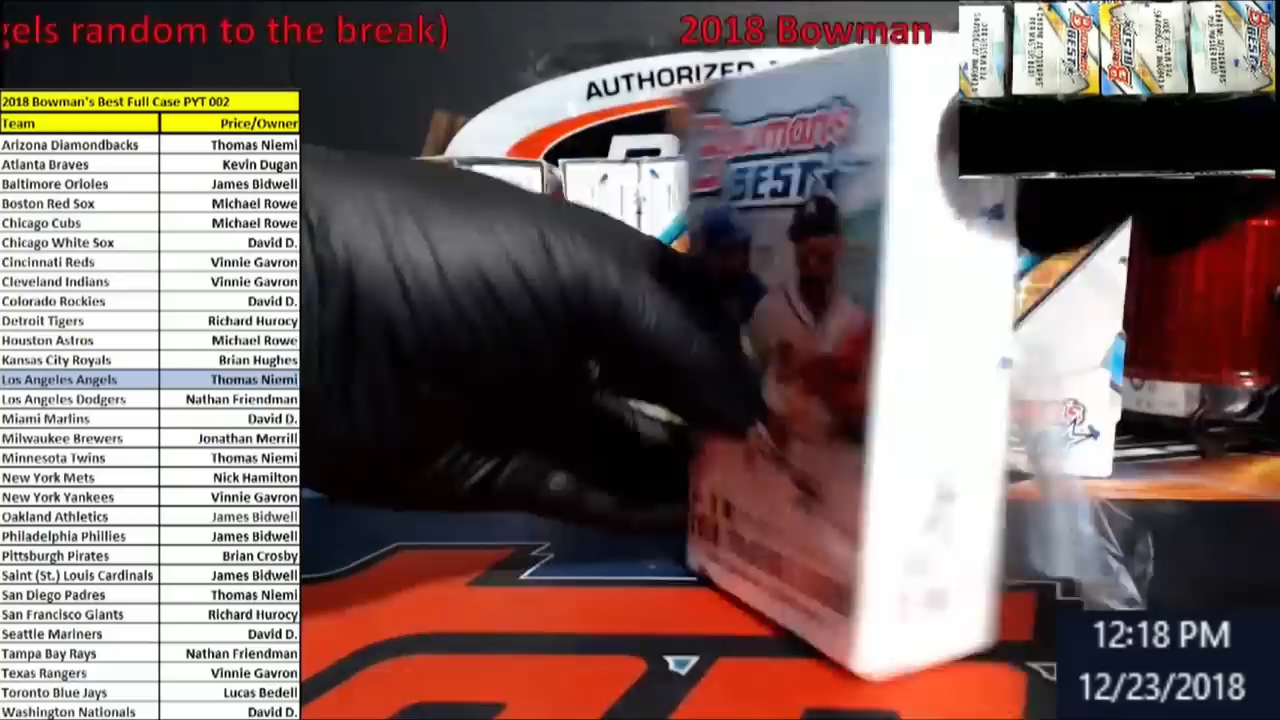 gels random to the break)
2018 Bowman
2018 Bowman's Best Full Case PYT 002
Team Price/Owner
Arizona Diamondbacks Thomas Niemi
Atlanta Braves Kevin Dugan
Baltimore Orioles James Bidwell
Boston Red Sox Michael Rowe
Chicago Cubs Michael Rowe
Chicago White Sox David D.
Cincinnati Reds Vinnie Gavron
Cleveland Indians Vinnie Gavron
Colorado Rockies David D.
Detroit Tigers Richard Hurocy
Houston Astros Michael Rowe
Kansas City Royals Brian Hughes
Los Angeles Angels Thomas Niemi
Los Angeles Dodgers Nathan Friendman
Miami Marlins David D.
Milwaukee Brewers Jonathan Merrill
Minnesota Twins Thomas Niemi
New York Mets Nick Hamilton
New York Yankees Vinnie Gavron
Oakland Athletics James Bidwell
Philadelphia Phillies James Bidwell
Pittsburgh Pirates Brian Crosby
Saint (St.) Louis Cardinals James Bidwell
San Diego Padres Thomas Niemi
San Francisco Giants Richard Hurocy
Seattle Mariners David D.
Tampa Bay Rays Nathan Friendman
Texas Rangers Vinnie Gavron
Toronto Blue Jays Lucas Bedell
Washington Nationals David D.
AUTHORIZED
Bowman's
BEST
12:18 PM
12/23/2018